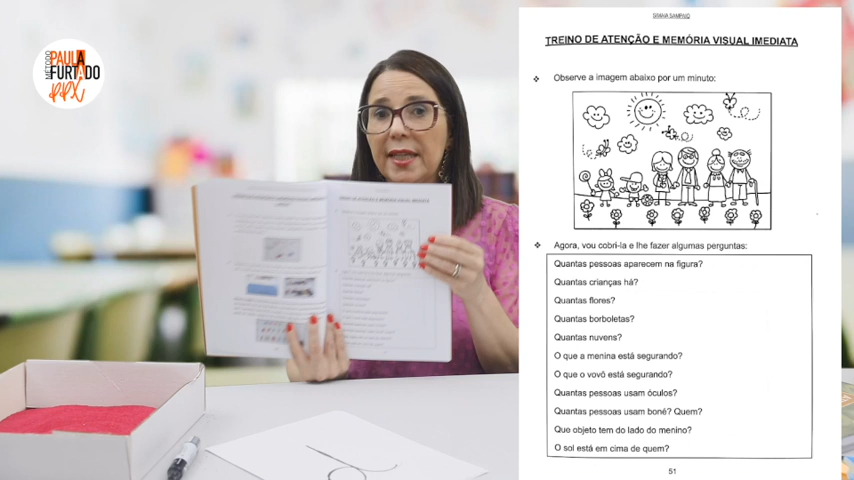 MÉTODO
PAULA
FURTADO
PPX
SIMAIA SAMPAIO
TREINO DE ATENÇÃO E MEMÓRIA VISUAL IMEDIATA
Observe a imagem abaixo por um minuto:
Agora, vou cobri-la e lhe fazer algumas perguntas:
Quantas pessoas aparecem na figura?
Quantas crianças há?
Quantas flores?
Quantas borboletas?
Quantas nuvens?
O que a menina está segurando?
O que o vovô está segurando?
Quantas pessoas usam óculos?
Quantas pessoas usam boné? Quem?
Que objeto tem do lado do menino?
O sol está em cima de quem?
51